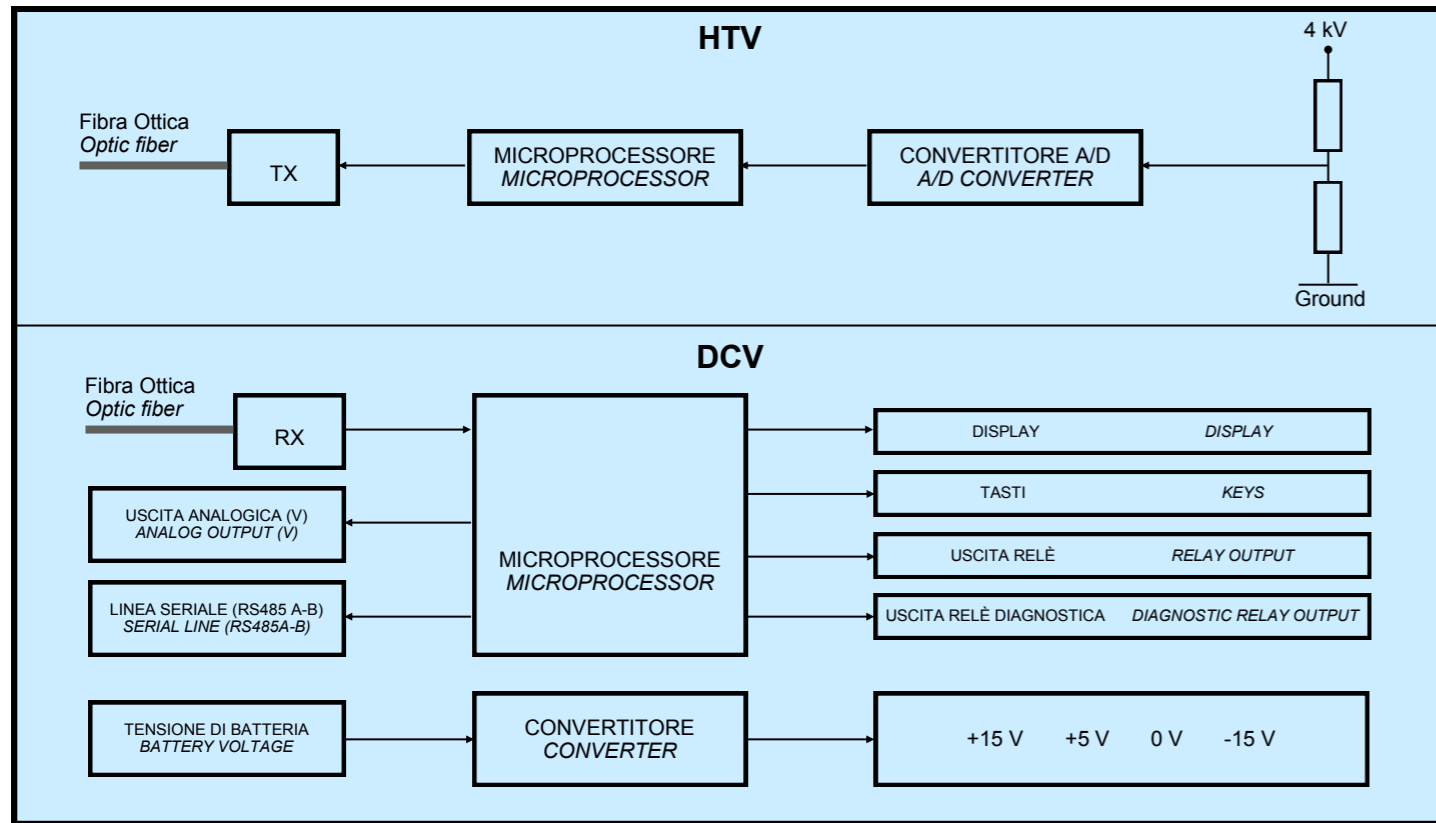 HTV
4 kV
Fibra Ottica
Optic fiber
TX
MICROPROCESSORE
MICROPROCESSOR
CONVERTITORE A/D
A/D CONVERTER
Ground
DCV
Fibra Ottica
Optic fiber
RX
USCITA ANALOGICA (V)
ANALOG OUTPUT (V)
LINEA SERIALE (RS485 A-B)
SERIAL LINE (RS485A-B)
MICROPROCESSORE
MICROPROCESSOR
DISPLAY DISPLAY
TASTI KEYS
USCITA RELÈ RELAY OUTPUT
USCITA RELÈ DIAGNOSTICA DIAGNOSTIC RELAY OUTPUT
TENSIONE DI BATTERIA
BATTERY VOLTAGE
CONVERTITORE
CONVERTER
+15 V +5 V 0 V -15 V